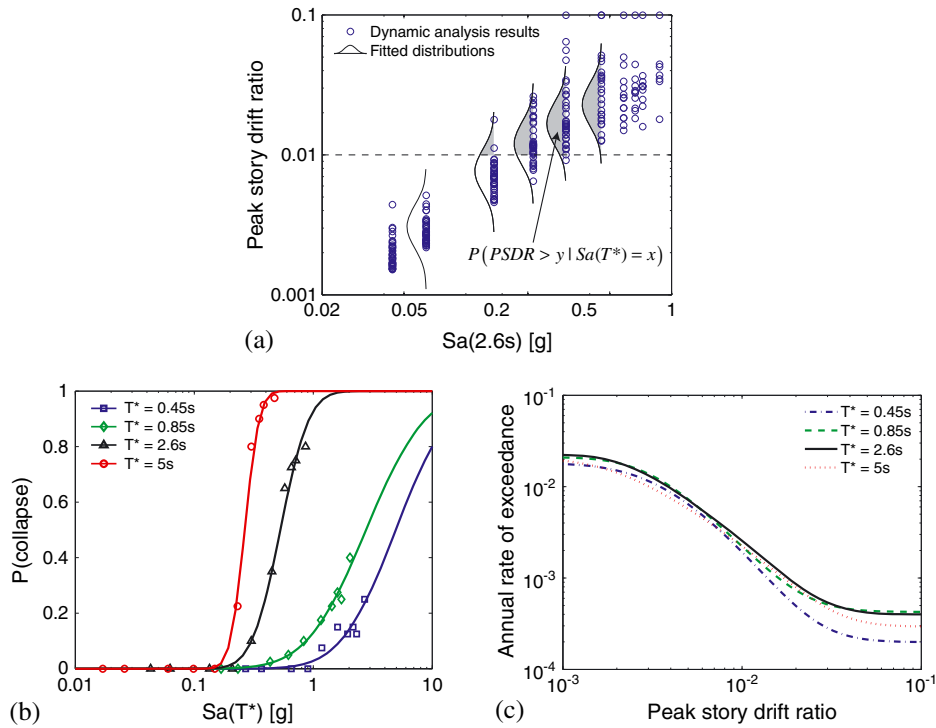 0.1
Dynamic analysis results
Fitted distributions
0.01
P(PSDR > y | Sa(T*) = x)
0.001
0.02 0.05 0.2 0.5 1
Peak story drift ratio
(a) Sa(2.6s) [g]
1
T* = 0.45s
T* = 0.85s
T* = 2.6s
T* = 5s
0.8
0.6
0.4
0.2
0
0.01 0.1 1 10
P(collapse)
(b) Sa(T*) [g]
10^-1
T* = 0.45s
T* = 0.85s
T* = 2.6s
T* = 5s
10^-2
10^-3
10^-4
10^-3 10^-2 10^-1
Annual rate of exceedance
(c) Peak story drift ratio